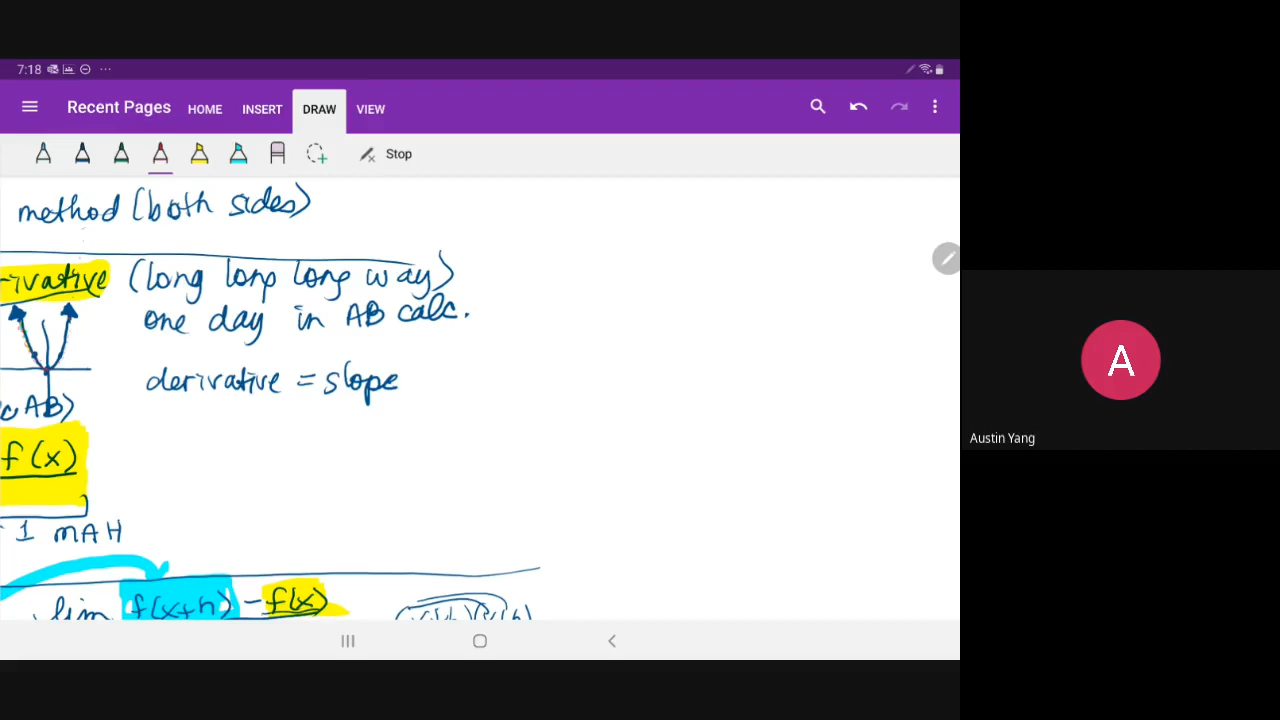 7:18
Recent Pages HOME INSERT DRAW VIEW
Stop
method (both sides)
rivative (long long long way)
one day in AB calc.
derivative = slope
AB)
f(x)
1 MAH
lim f(x+h) - f(x)
A
Austin Yang